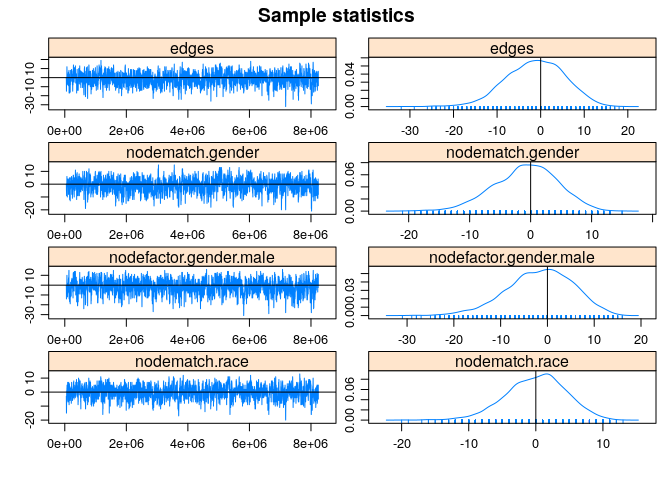 Sample statistics
edges
-30 -10 10
0e+00 2e+06 4e+06 6e+06 8e+06
edges
0.00 0.04
-30 -20 -10 0 10 20
nodematch.gender
-20 0 10
0e+00 2e+06 4e+06 6e+06 8e+06
nodematch.gender
0.00 0.06
-20 -10 0 10
nodefactor.gender.male
-30 -10 10
0e+00 2e+06 4e+06 6e+06 8e+06
nodefactor.gender.male
0.00 0.03
-30 -20 -10 0 10 20
nodematch.race
-20 0 10
0e+00 2e+06 4e+06 6e+06 8e+06
nodematch.race
0.00 0.06
-20 -10 0 10